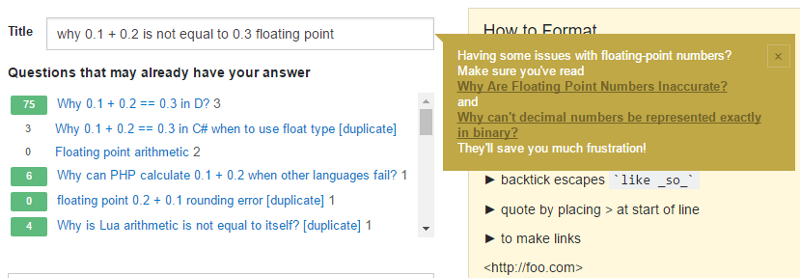 Title
why 0.1 + 0.2 is not equal to 0.3 floating point
Questions that may already have your answer
75 Why 0.1 + 0.2 == 0.3 in D? 3
3 Why 0.1 + 0.2 == 0.3 in C# when to use float type [duplicate]
0 Floating point arithmetic 2
6 Why can PHP calculate 0.1 + 0.2 when other languages fail? 1
0 floating point 0.2 + 0.1 rounding error [duplicate] 1
4 Why is Lua arithmetic is not equal to itself? [duplicate] 1
How to Format
Having some issues with floating-point numbers?
Make sure you've read
Why Are Floating Point Numbers Inaccurate?
and
Why can't decimal numbers be represented exactly
in binary?
They'll save you much frustration!
×
► backtick escapes `like _so_`
► quote by placing > at start of line
► to make links
<http://foo.com>